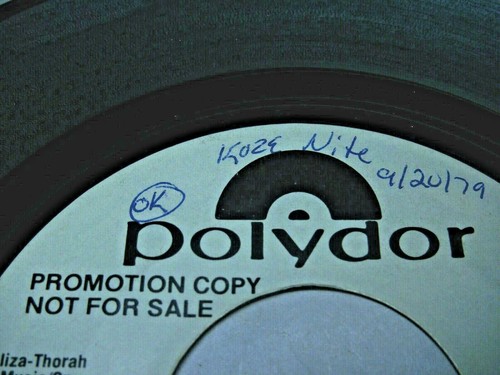 KOZE Nite
9/20/79
OK
polydor
PROMOTION COPY
NOT FOR SALE
liza-Thorah